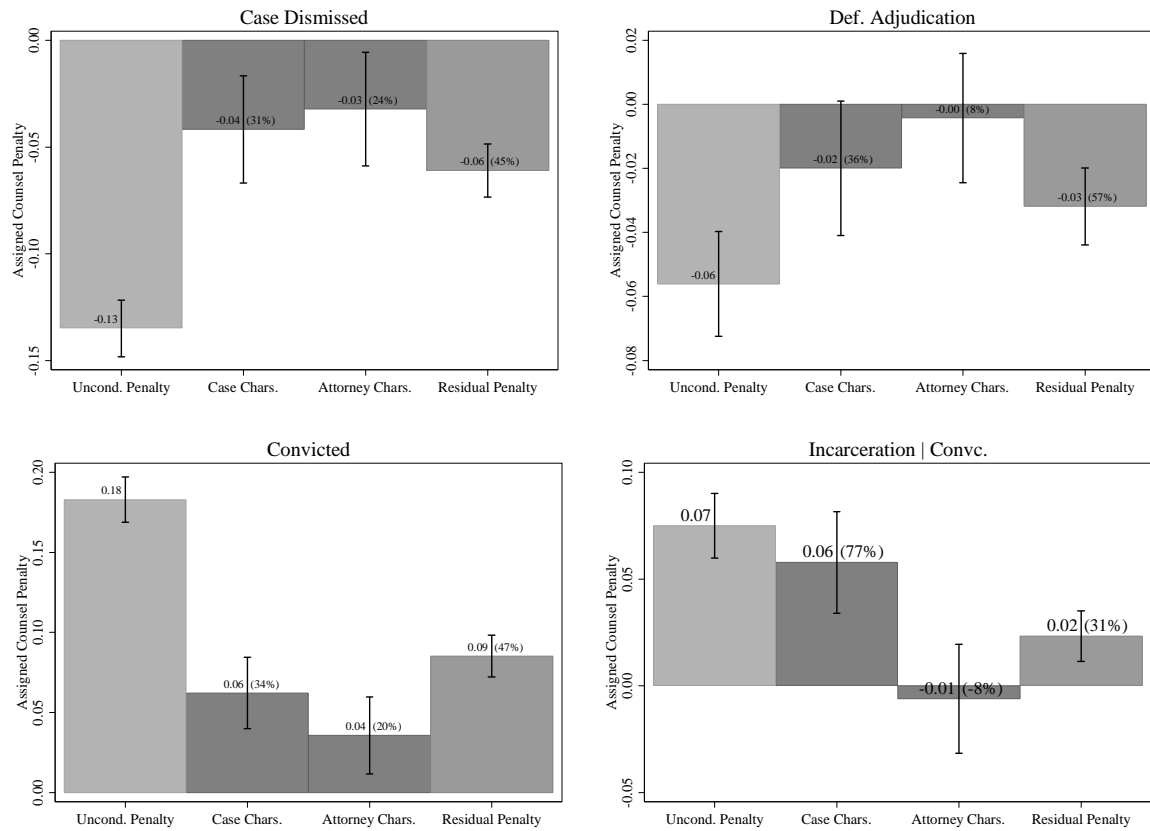 Case Dismissed
Assigned Counsel Penalty
0.00
-0.05
-0.10
-0.15
-0.13
-0.04 (31%)
-0.03 (24%)
-0.06 (45%)
Uncond. Penalty
Case Chars.
Attorney Chars.
Residual Penalty
Def. Adjudication
Assigned Counsel Penalty
0.02
0.00
-0.02
-0.04
-0.06
-0.08
-0.06
-0.02 (36%)
-0.00 (8%)
-0.03 (57%)
Uncond. Penalty
Case Chars.
Attorney Chars.
Residual Penalty
Convicted
Assigned Counsel Penalty
0.20
0.15
0.10
0.05
0.00
0.18
0.06 (34%)
0.04 (20%)
0.09 (47%)
Uncond. Penalty
Case Chars.
Attorney Chars.
Residual Penalty
Incarceration | Convc.
Assigned Counsel Penalty
0.10
0.05
0.00
-0.05
0.07
0.06 (77%)
-0.01 (-8%)
0.02 (31%)
Uncond. Penalty
Case Chars.
Attorney Chars.
Residual Penalty